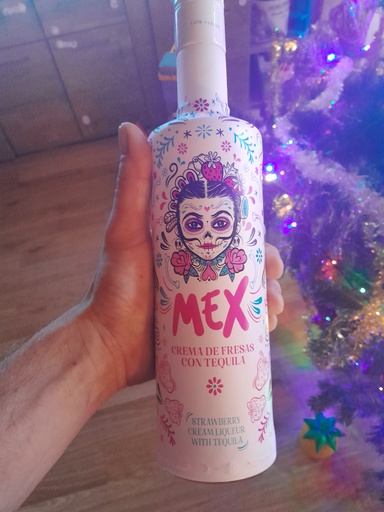 MEX
CREMA DE FRESAS
CON TEQUILA
STRAWBERRY
CREAM LIQUEUR
WITH TEQUILA